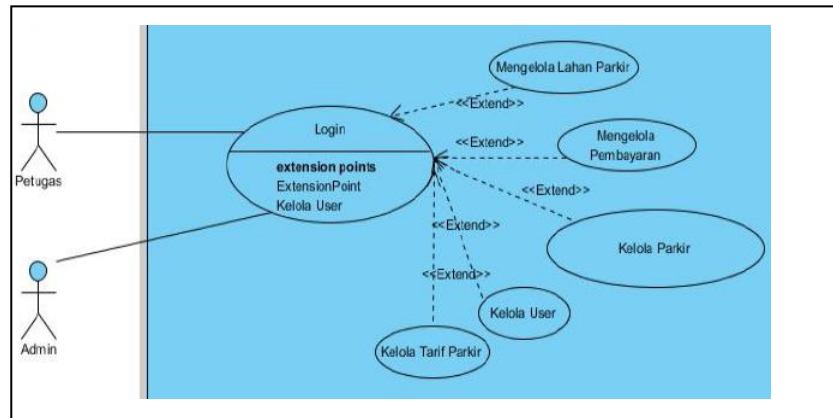 Mengelola Lahan Parkir
<<Extend>>
Login
<<Extend>>
Mengelola
Pembayaran
extension points
ExtensionPoint
Kelola User
<<Extend>>
Petugas
<<Extend>>
Kelola Parkir
<<Extend>>
Kelola User
Admin
Kelola Tarif Parkir